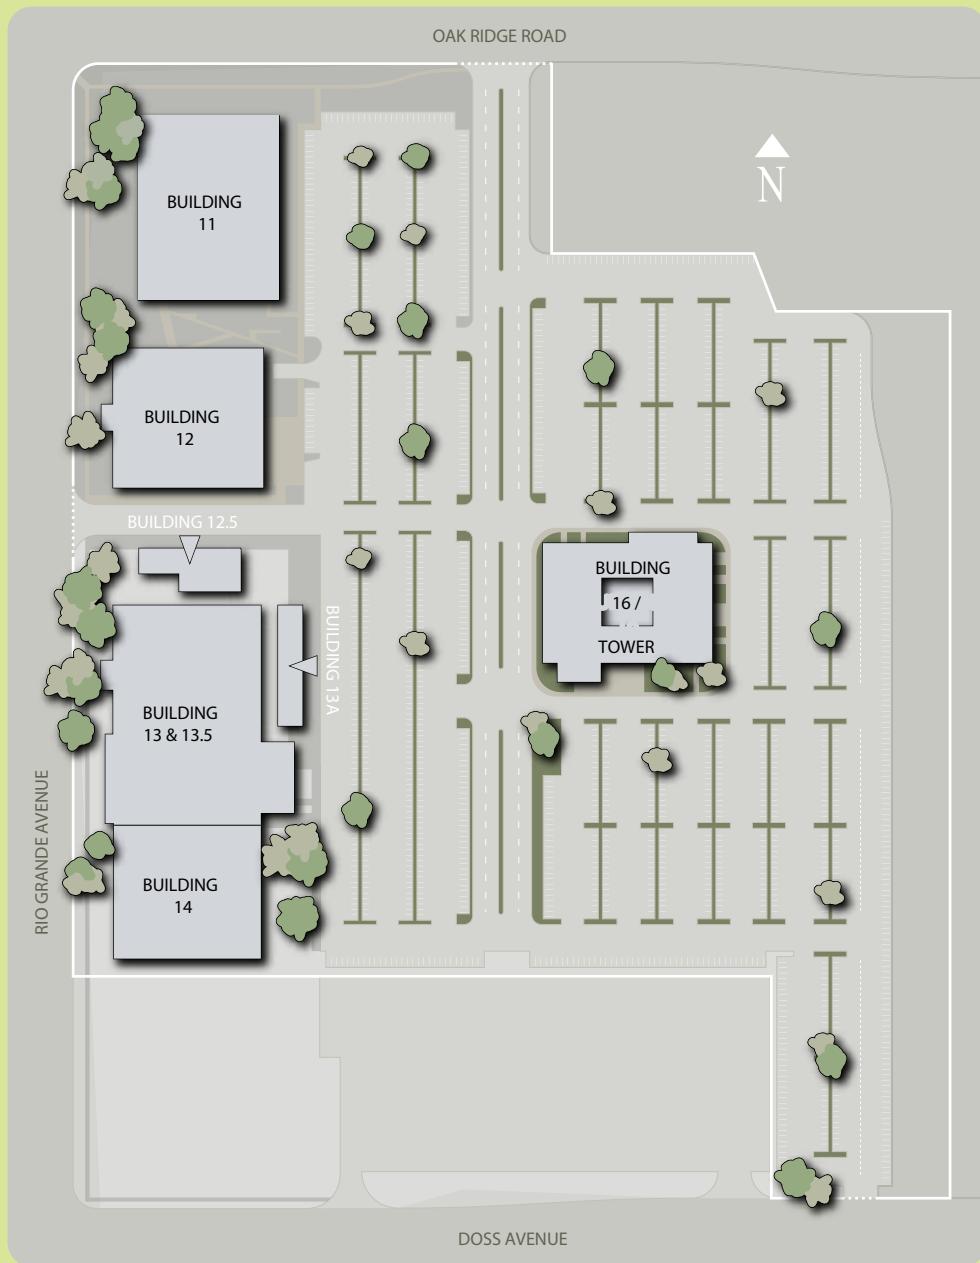 OAK RIDGE ROAD
N
BUILDING
11
BUILDING
12
BUILDING 12.5
BUILDING
16 /
TOWER
BUILDING 13A
BUILDING
13 & 13.5
RIO GRANDE AVENUE
BUILDING
14
DOSS AVENUE